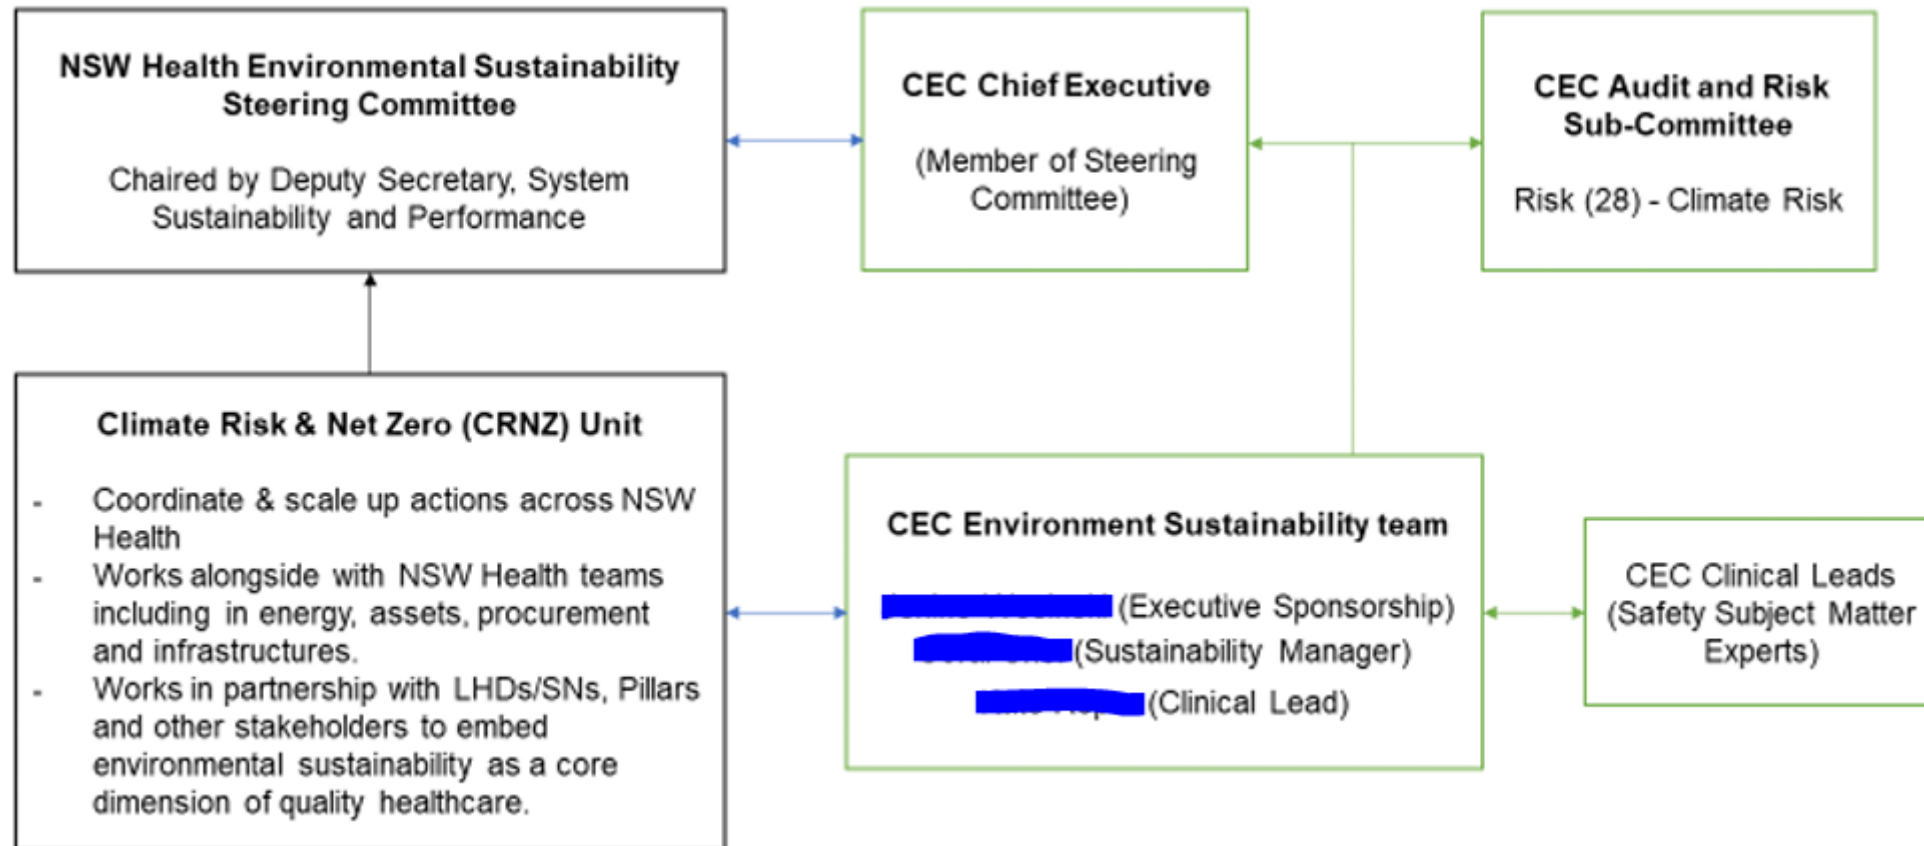 NSW Health Environmental Sustainability
Steering Committee
Chaired by Deputy Secretary, System
Sustainability and Performance
CEC Chief Executive
(Member of Steering
Committee)
CEC Audit and Risk
Sub-Committee
Risk (28) - Climate Risk
Climate Risk & Net Zero (CRNZ) Unit
- Coordinate & scale up actions across NSW
Health
- Works alongside with NSW Health teams
including in energy, assets, procurement
and infrastructures.
- Works in partnership with LHDs/SNs, Pillars
and other stakeholders to embed
environmental sustainability as a core
dimension of quality healthcare.
CEC Environment Sustainability team
(Executive Sponsorship)
(Sustainability Manager)
(Clinical Lead)
CEC Clinical Leads
(Safety Subject Matter
Experts)